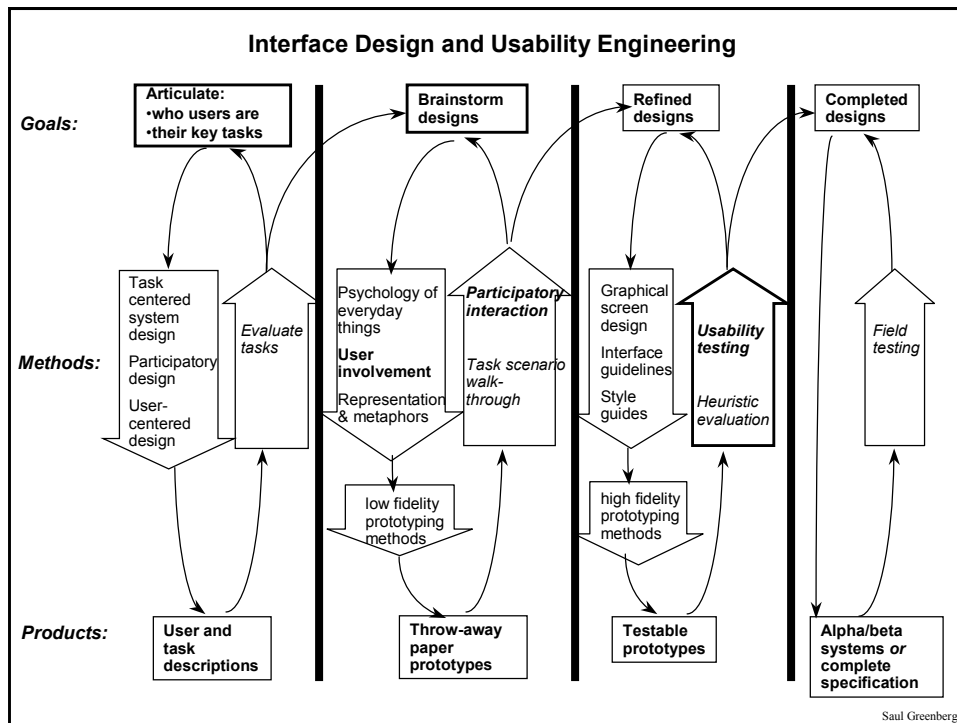 Interface Design and Usability Engineering
Goals:
Articulate:
•who users are
•their key tasks
Brainstorm
designs
Refined
designs
Completed
designs
Methods:
Task
centered
system
design
Participatory
design
User-
centered
design
Evaluate
tasks
Psychology of
everyday
things
User
involvement
Representation
& metaphors
low fidelity
prototyping
methods
Participatory
interaction
Task scenario
walk-
through
Graphical
screen
design
Interface
guidelines
Style
guides
high fidelity
prototyping
methods
Usability
testing
Heuristic
evaluation
Field
testing
Products:
User and
task
descriptions
Throw-away
paper
prototypes
Testable
prototypes
Alpha/beta
systems or
complete
specification
Saul Greenberg